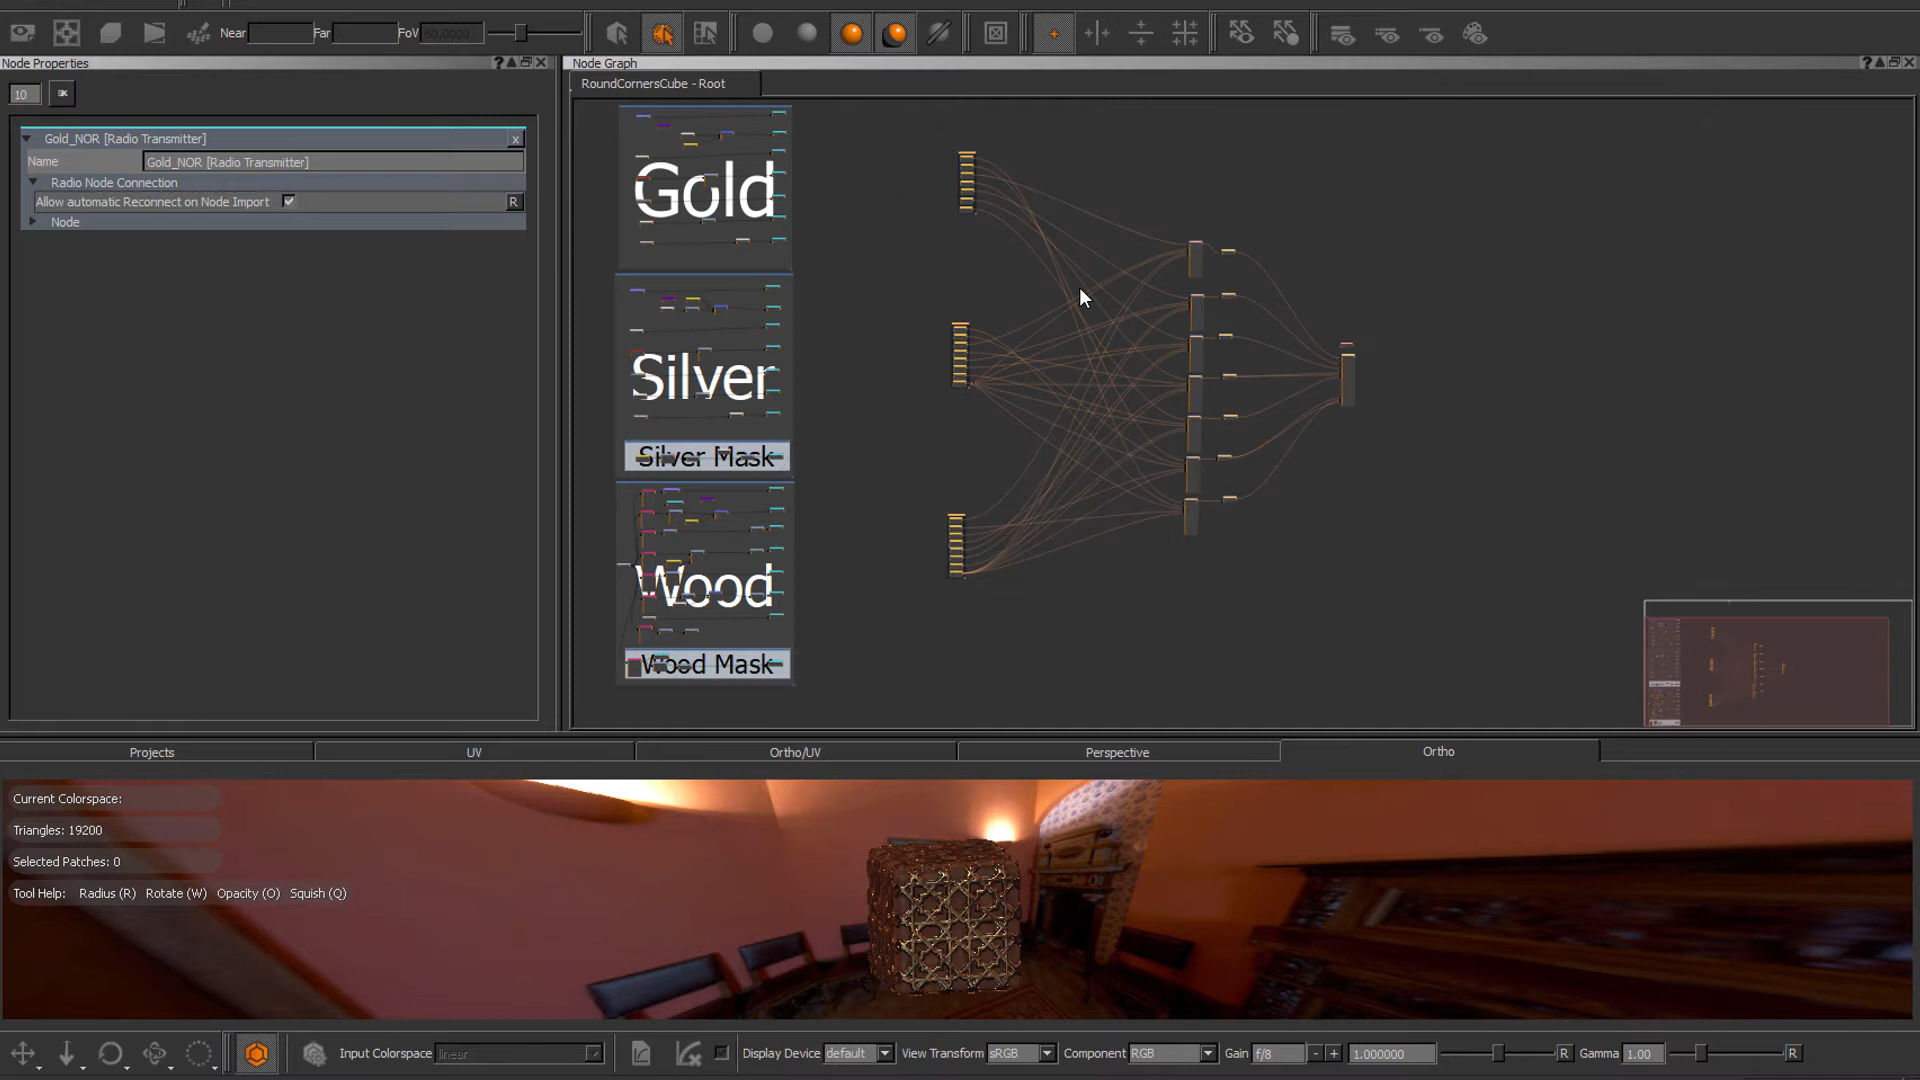 Near
Far
FoV 60.0000
Node Properties
Node Graph
RoundCornersCube - Root
10
Gold_NOR [Radio Transmitter]
x
Name
Gold_NOR [Radio Transmitter]
Radio Node Connection
Allow automatic Reconnect on Node Import
R
Node
Gold
Silver
Silver Mask
Wood
Wood Mask
Projects
UV
Ortho/UV
Perspective
Ortho
Current Colorspace:
Triangles: 19200
Selected Patches: 0
Tool Help: Radius (R) Rotate (W) Opacity (O) Squish (Q)
Input Colorspace linear
Display Device default
View Transform sRGB
Component RGB
Gain f/8 - + 1.000000 R
Gamma 1.00 R